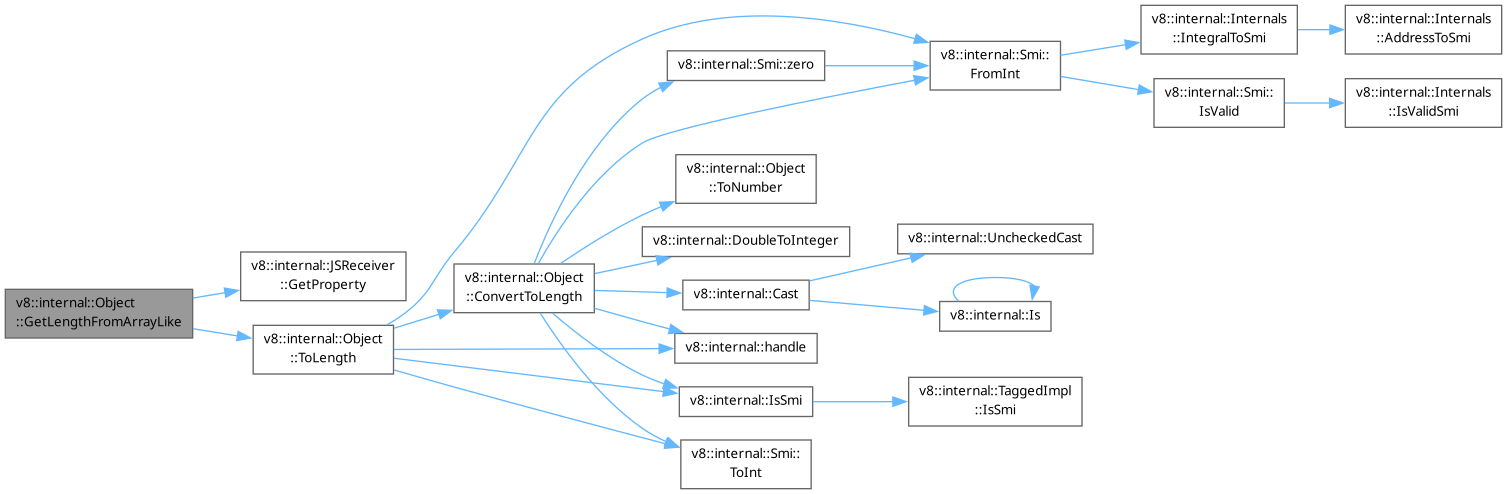 v8::internal::Object
::GetLengthFromArrayLike
v8::internal::JSReceiver
::GetProperty
v8::internal::Object
::ToLength
v8::internal::Object
::ConvertToLength
v8::internal::Smi::zero
v8::internal::Object
::ToNumber
v8::internal::DoubleToInteger
v8::internal::Cast
v8::internal::handle
v8::internal::IsSmi
v8::internal::Smi::
ToInt
v8::internal::Smi::
FromInt
v8::internal::UncheckedCast
v8::internal::Is
v8::internal::TaggedImpl
::IsSmi
v8::internal::Internals
::IntegralToSmi
v8::internal::Smi::
IsValid
v8::internal::Internals
::AddressToSmi
v8::internal::Internals
::IsValidSmi